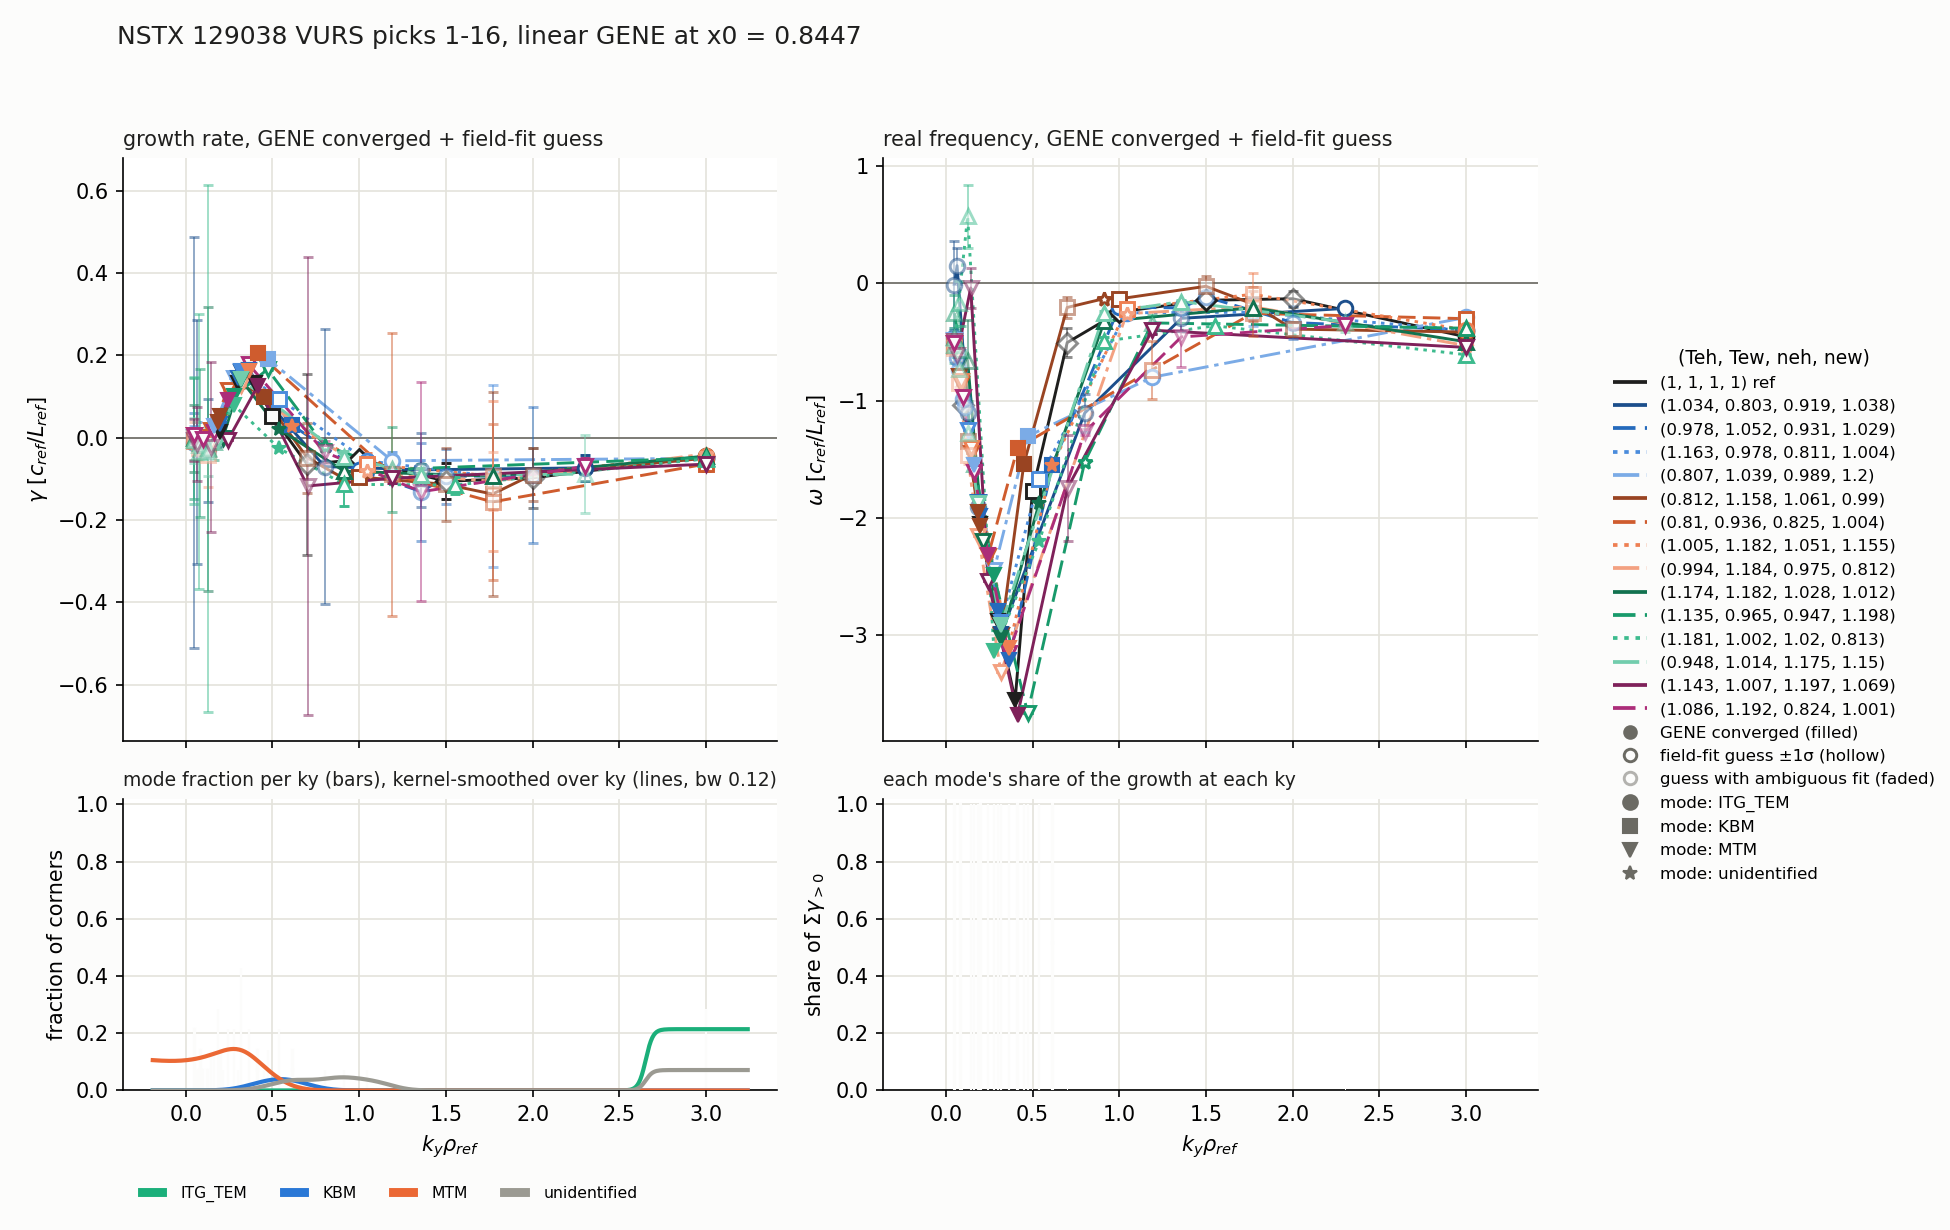 NSTX 129038 VURS picks 1-16, linear GENE at x0 = 0.8447
growth rate, GENE converged + field-fit guess
0.6
0.4
0.2
0.0
−0.2
−0.4
−0.6
γ [c_ref/L_ref]
real frequency, GENE converged + field-fit guess
1
0
−1
−2
−3
ω [c_ref/L_ref]
(Teh, Tew, neh, new)
(1, 1, 1, 1) ref
(1.034, 0.803, 0.919, 1.038)
(0.978, 1.052, 0.931, 1.029)
(1.163, 0.978, 0.811, 1.004)
(0.807, 1.039, 0.989, 1.2)
(0.812, 1.158, 1.061, 0.99)
(0.81, 0.936, 0.825, 1.004)
(1.005, 1.182, 1.051, 1.155)
(0.994, 1.184, 0.975, 0.812)
(1.174, 1.182, 1.028, 1.012)
(1.135, 0.965, 0.947, 1.198)
(1.181, 1.002, 1.02, 0.813)
(0.948, 1.014, 1.175, 1.15)
(1.143, 1.007, 1.197, 1.069)
(1.086, 1.192, 0.824, 1.001)
GENE converged (filled)
field-fit guess ±1σ (hollow)
guess with ambiguous fit (faded)
mode: ITG_TEM
mode: KBM
mode: MTM
mode: unidentified
mode fraction per ky (bars), kernel-smoothed over ky (lines, bw 0.12)
1.0
0.8
0.6
0.4
0.2
0.0
fraction of corners
0.0 0.5 1.0 1.5 2.0 2.5 3.0
k_yρ_ref
each mode's share of the growth at each ky
1.0
0.8
0.6
0.4
0.2
0.0
share of Σγ_>0
0.0 0.5 1.0 1.5 2.0 2.5 3.0
k_yρ_ref
ITG_TEM KBM MTM unidentified